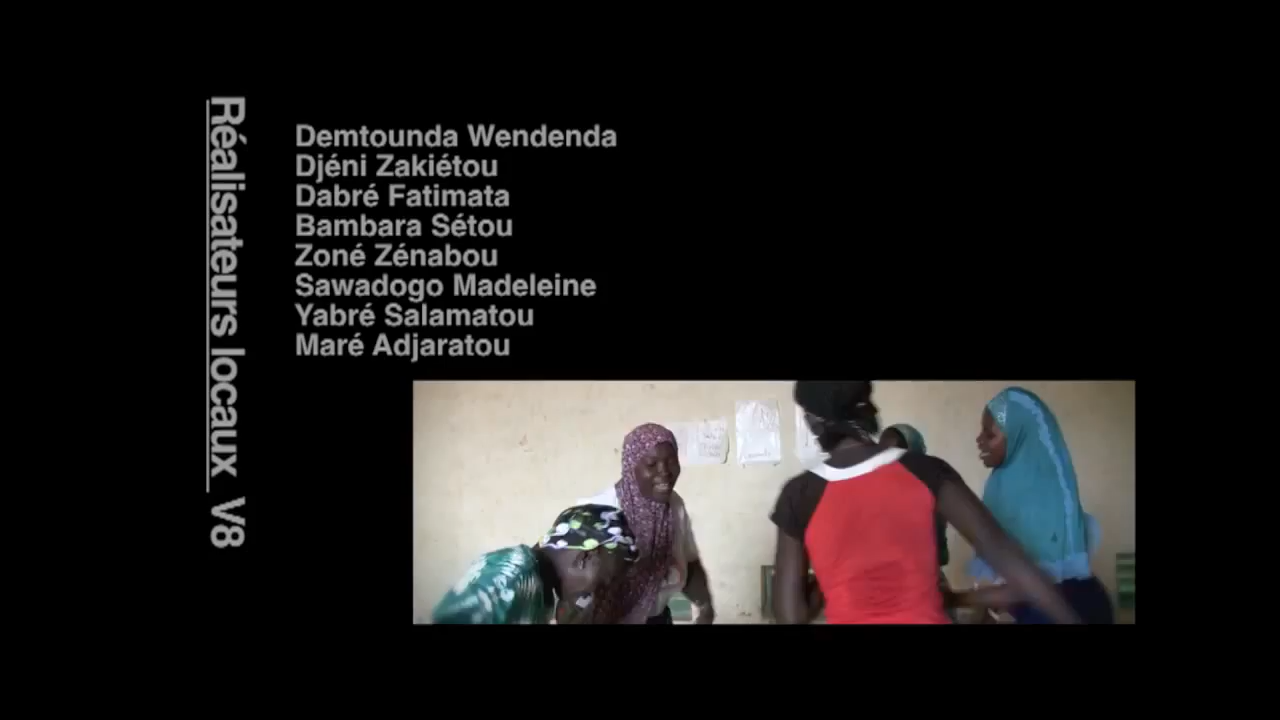 Réalisateurs locaux V8
Demtounda Wendenda
Djéni Zakiétou
Dabré Fatimata
Bambara Sétou
Zoné Zénabou
Sawadogo Madeleine
Yabré Salamatou
Maré Adjaratou